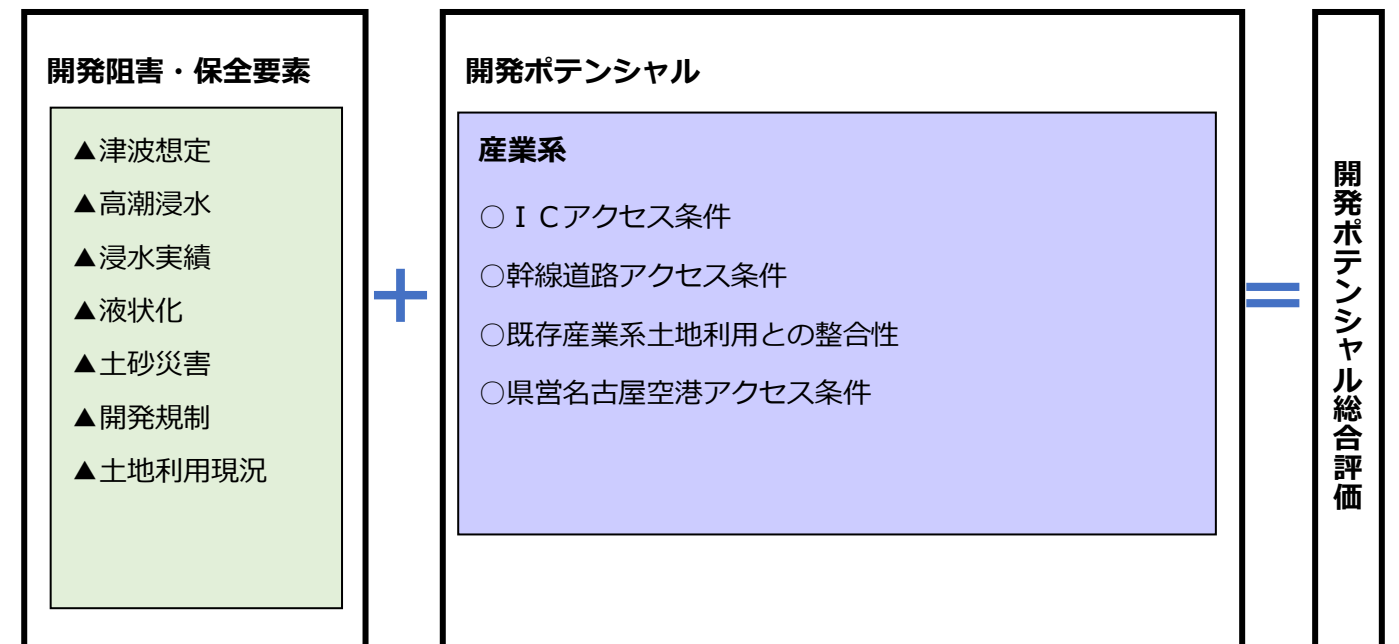 開発阻害・保全要素
▲津波想定
▲高潮浸水
▲浸水実績
▲液状化
▲土砂災害
▲開発規制
▲土地利用現況
+
開発ポテンシャル
産業系
○ＩＣアクセス条件
○幹線道路アクセス条件
○既存産業系土地利用との整合性
○県営名古屋空港アクセス条件
=
開発ポテンシャル総合評価